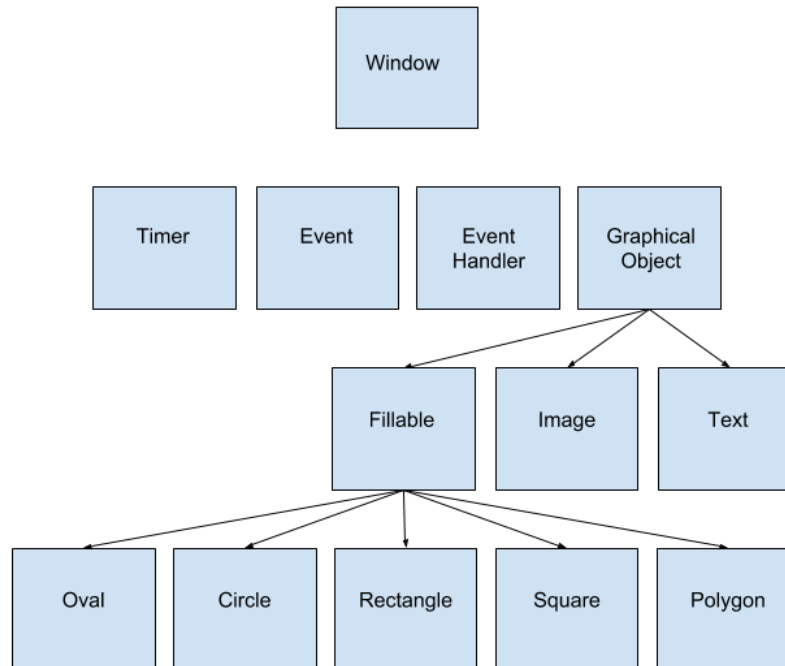 Window
Timer
Event
Event
Handler
Graphical
Object
Fillable
Image
Text
Oval
Circle
Rectangle
Square
Polygon